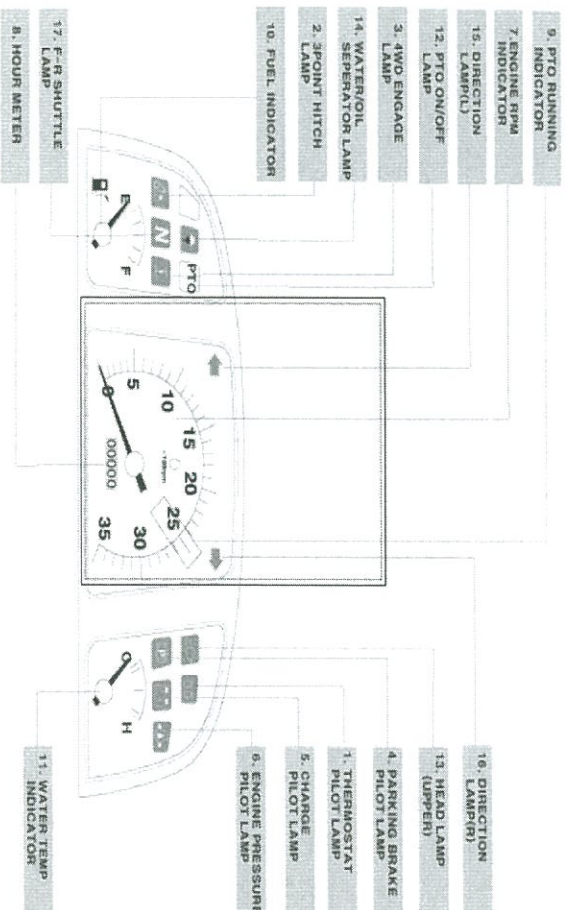 9. PTO RUNNING
INDICATOR
7.ENGINE RPM
INDICATOR
15. DIRECTION
LAMP(L)
12. PTO ON/OFF
LAMP
3. 4WD ENGAGE
LAMP
14. WATER/OIL
SEPERATOR LAMP
2. 3POINT HITCH
LAMP
10. FUEL INDICATOR
17. F-R SHUTTLE
LAMP
8. HOUR METER
16. DIRECTION
LAMP(R)
13. HEAD LAMP
(UPPER)
4. PARKING BRAKE
PILOT LAMP
1. THERMOSTAT
PILOT LAMP
5. CHARGE
PILOT LAMP
6. ENGINE PRESSURE
PILOT LAMP
11. WATER TEMP
INDICATOR
PTO
N
E
F
0
5
10
15
20
25
30
35
00000
C
H